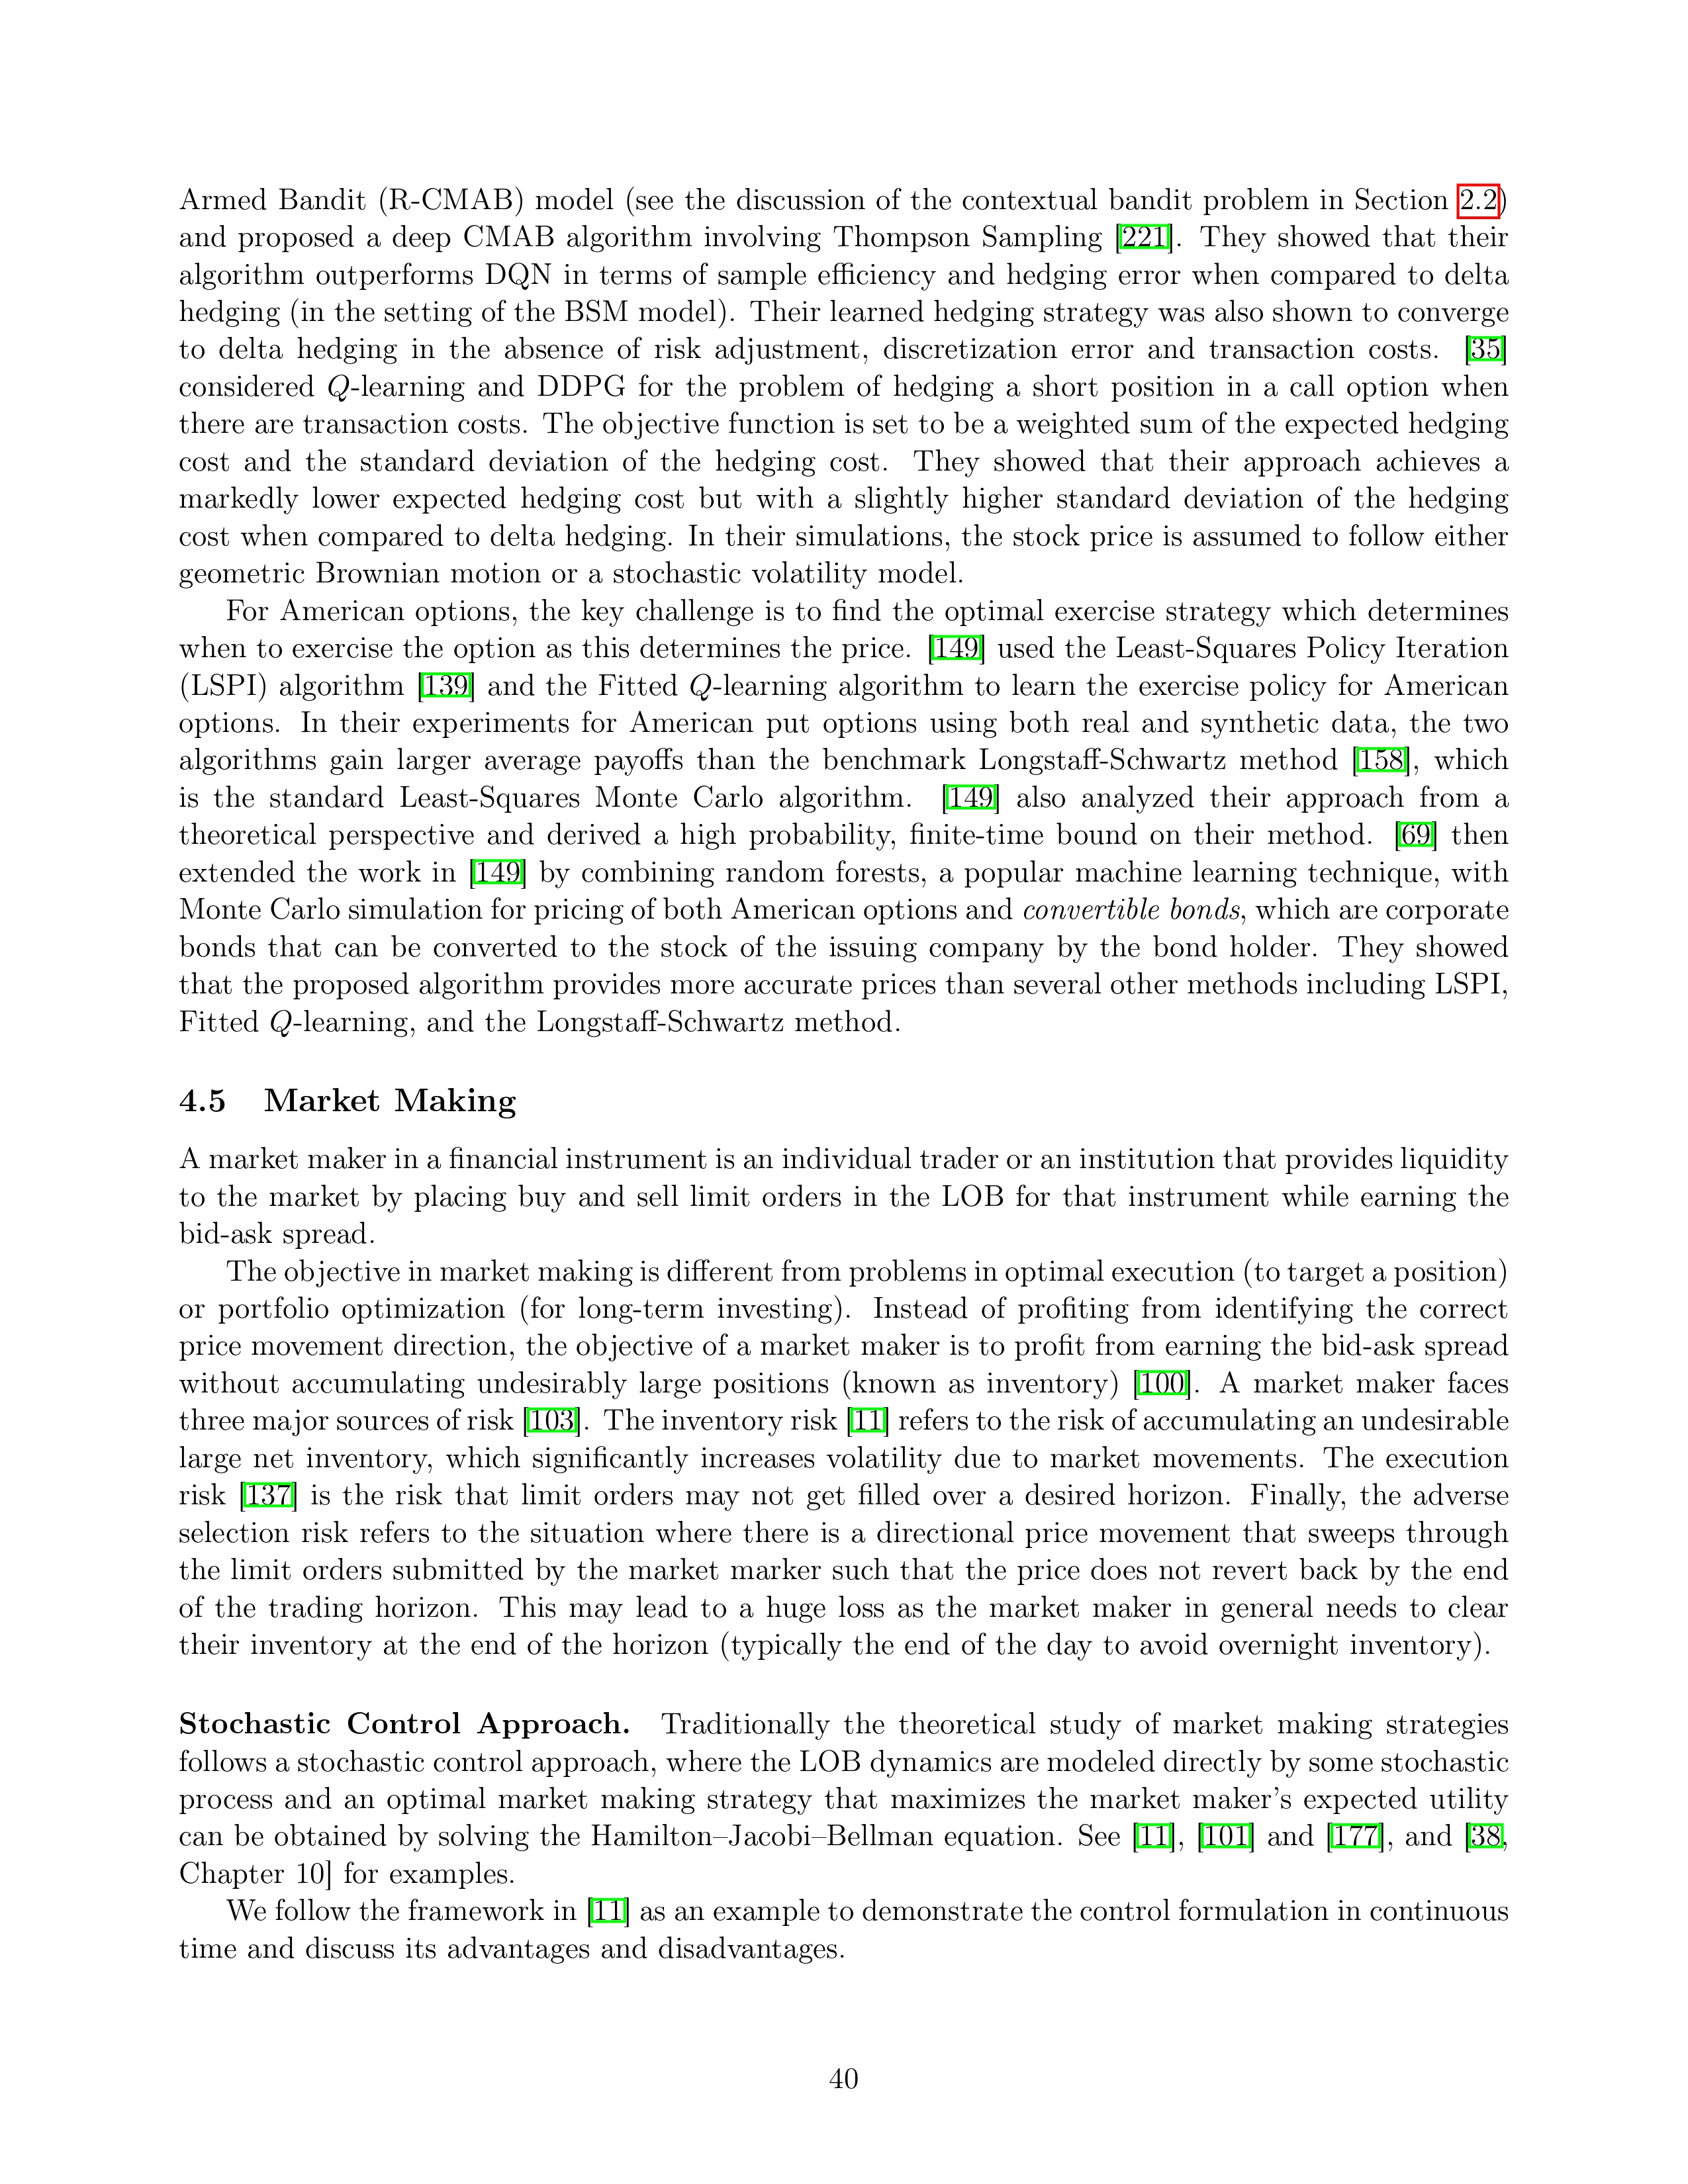 Armed Bandit (R-CMAB) model (see the discussion of the contextual bandit problem in Section 2.2)
and proposed a deep CMAB algorithm involving Thompson Sampling [221]. They showed that their
algorithm outperforms DQN in terms of sample efficiency and hedging error when compared to delta
hedging (in the setting of the BSM model). Their learned hedging strategy was also shown to converge
to delta hedging in the absence of risk adjustment, discretization error and transaction costs. [35]
considered Q-learning and DDPG for the problem of hedging a short position in a call option when
there are transaction costs. The objective function is set to be a weighted sum of the expected hedging
cost and the standard deviation of the hedging cost. They showed that their approach achieves a
markedly lower expected hedging cost but with a slightly higher standard deviation of the hedging
cost when compared to delta hedging. In their simulations, the stock price is assumed to follow either
geometric Brownian motion or a stochastic volatility model.
For American options, the key challenge is to find the optimal exercise strategy which determines
when to exercise the option as this determines the price. [149] used the Least-Squares Policy Iteration
(LSPI) algorithm [139] and the Fitted Q-learning algorithm to learn the exercise policy for American
options. In their experiments for American put options using both real and synthetic data, the two
algorithms gain larger average payoffs than the benchmark Longstaff-Schwartz method [158], which
is the standard Least-Squares Monte Carlo algorithm. [149] also analyzed their approach from a
theoretical perspective and derived a high probability, finite-time bound on their method. [69] then
extended the work in [149] by combining random forests, a popular machine learning technique, with
Monte Carlo simulation for pricing of both American options and convertible bonds, which are corporate
bonds that can be converted to the stock of the issuing company by the bond holder. They showed
that the proposed algorithm provides more accurate prices than several other methods including LSPI,
Fitted Q-learning, and the Longstaff-Schwartz method.
4.5 Market Making
A market maker in a financial instrument is an individual trader or an institution that provides liquidity
to the market by placing buy and sell limit orders in the LOB for that instrument while earning the
bid-ask spread.
The objective in market making is different from problems in optimal execution (to target a position)
or portfolio optimization (for long-term investing). Instead of profiting from identifying the correct
price movement direction, the objective of a market maker is to profit from earning the bid-ask spread
without accumulating undesirably large positions (known as inventory) [100]. A market maker faces
three major sources of risk [103]. The inventory risk [11] refers to the risk of accumulating an undesirable
large net inventory, which significantly increases volatility due to market movements. The execution
risk [137] is the risk that limit orders may not get filled over a desired horizon. Finally, the adverse
selection risk refers to the situation where there is a directional price movement that sweeps through
the limit orders submitted by the market marker such that the price does not revert back by the end
of the trading horizon. This may lead to a huge loss as the market maker in general needs to clear
their inventory at the end of the horizon (typically the end of the day to avoid overnight inventory).
Stochastic Control Approach. Traditionally the theoretical study of market making strategies
follows a stochastic control approach, where the LOB dynamics are modeled directly by some stochastic
process and an optimal market making strategy that maximizes the market maker's expected utility
can be obtained by solving the Hamilton–Jacobi–Bellman equation. See [11], [101] and [177], and [38,
Chapter 10] for examples.
We follow the framework in [11] as an example to demonstrate the control formulation in continuous
time and discuss its advantages and disadvantages.
40